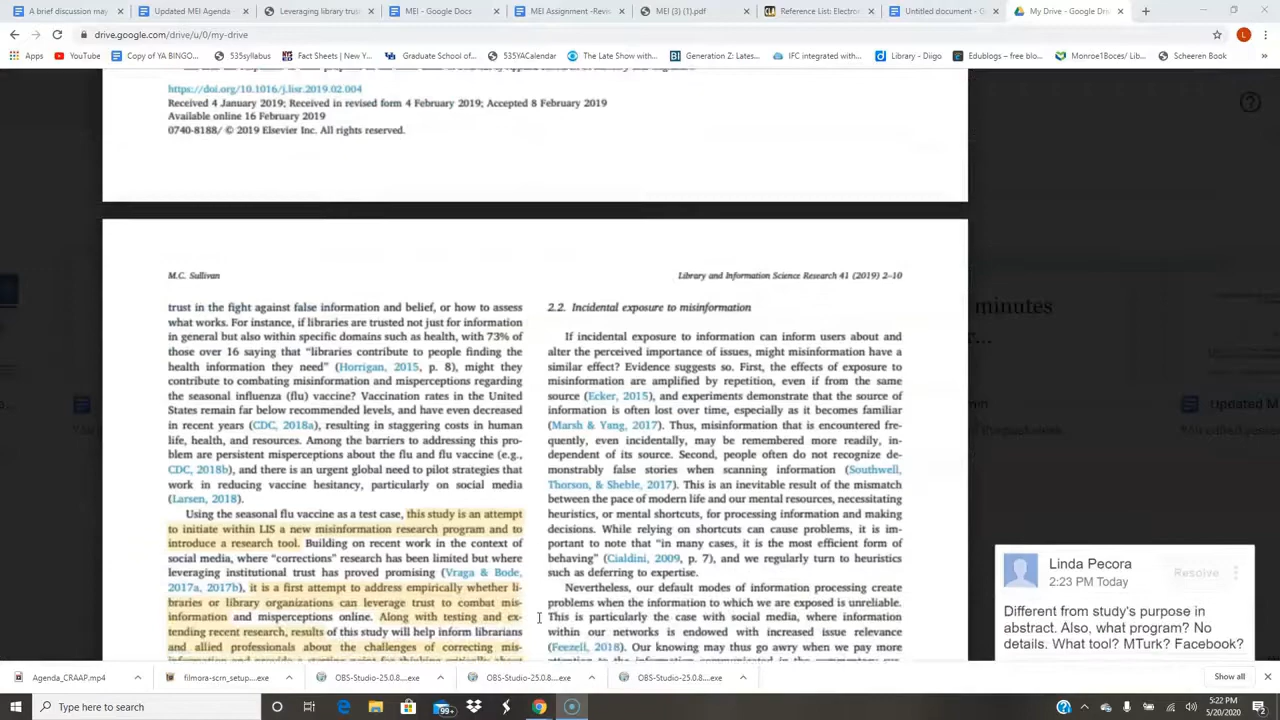 A brief discussion may
Updated MEI Agenda
Leveraging library trus
MEI - Google Docs
MEI Assignment -Revis
MEI (3) (1).pdf
Reference List: Electron
Untitled document - G
My Drive - Google Driv
drive.google.com/drive/u/0/my-drive
Apps
YouTube
Copy of YA BINGO...
535syllabus
Fact Sheets | New Y...
Graduate School of...
535YACalendar
The Late Show with...
Generation Z: Lates...
IFC integrated with...
Library - Diigo
Edublogs – free blo...
Monroe1Boces/ Lib...
Scheeren Book
https://doi.org/10.1016/j.lisr.2019.02.004
Received 4 January 2019; Received in revised form 4 February 2019; Accepted 8 February 2019
Available online 16 February 2019
0740-8188/ © 2019 Elsevier Inc. All rights reserved.
M.C. Sullivan
Library and Information Science Research 41 (2019) 2–10
trust in the fight against false information and belief, or how to assess
what works. For instance, if libraries are trusted not just for information
in general but also within specific domains such as health, with 73% of
those over 16 saying that “libraries contribute to people finding the
health information they need” (Horrigan, 2015, p. 8), might they
contribute to combating misinformation and misperceptions regarding
the seasonal influenza (flu) vaccine? Vaccination rates in the United
States remain far below recommended levels, and have even decreased
in recent years (CDC, 2018a), resulting in staggering costs in human
life, health, and resources. Among the barriers to addressing this pro-
blem are persistent misperceptions about the flu and flu vaccine (e.g.,
CDC, 2018b), and there is an urgent global need to pilot strategies that
work in reducing vaccine hesitancy, particularly on social media
(Larsen, 2018).
Using the seasonal flu vaccine as a test case, this study is an attempt
to initiate within LIS a new misinformation research program and to
introduce a research tool. Building on recent work in the context of
social media, where “corrections” research has been limited but where
leveraging institutional trust has proved promising (Vraga & Bode,
2017a, 2017b), it is a first attempt to address empirically whether li-
braries or library organizations can leverage trust to combat mis-
information and misperceptions online. Along with testing and ex-
tending recent research, results of this study will help inform librarians
and allied professionals about the challenges of correcting mis-
information and provide a starting point for thinking critically about
2.2. Incidental exposure to misinformation
If incidental exposure to information can inform users about and
alter the perceived importance of issues, might misinformation have a
similar effect? Evidence suggests so. First, the effects of exposure to
misinformation are amplified by repetition, even if from the same
source (Ecker, 2015), and experiments demonstrate that the source of
information is often lost over time, especially as it becomes familiar
(Marsh & Yang, 2017). Thus, misinformation that is encountered fre-
quently, even incidentally, may be remembered more readily, in-
dependent of its source. Second, people often do not recognize de-
monstrably false stories when scanning information (Southwell,
Thorson, & Sheble, 2017). This is an inevitable result of the mismatch
between the pace of modern life and our mental resources, necessitating
heuristics, or mental shortcuts, for processing information and making
decisions. While relying on shortcuts can cause problems, it is im-
portant to note that “in many cases, it is the most efficient form of
behaving” (Cialdini, 2009, p. 7), and we regularly turn to heuristics
such as deferring to expertise.
Nevertheless, our default modes of information processing create
problems when the information to which we are exposed is unreliable.
This is particularly the case with social media, where information
within our networks is endowed with increased issue relevance
(Feezell, 2018). Our knowing may thus go awry when we pay more
minutes
Updated M
Linda Pecora
2:23 PM Today
Resolve
Different from study's purpose in
abstract. Also, what program? No
details. What tool? MTurk? Facebook?
Agenda_CRAAP.mp4
filmora-scrn_setup....exe
OBS-Studio-25.0.8....exe
OBS-Studio-25.0.8....exe
OBS-Studio-25.0.8....exe
Show all
Type here to search
99+
5:22 PM
5/20/2020
2